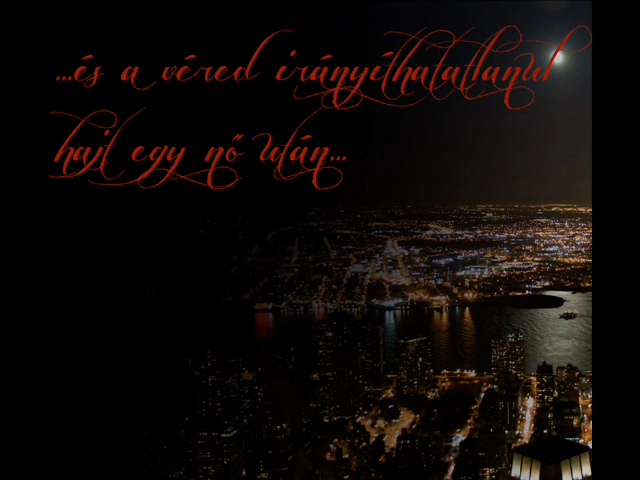 ...és a véred irányíthatatlanul
hajt egy nő után...